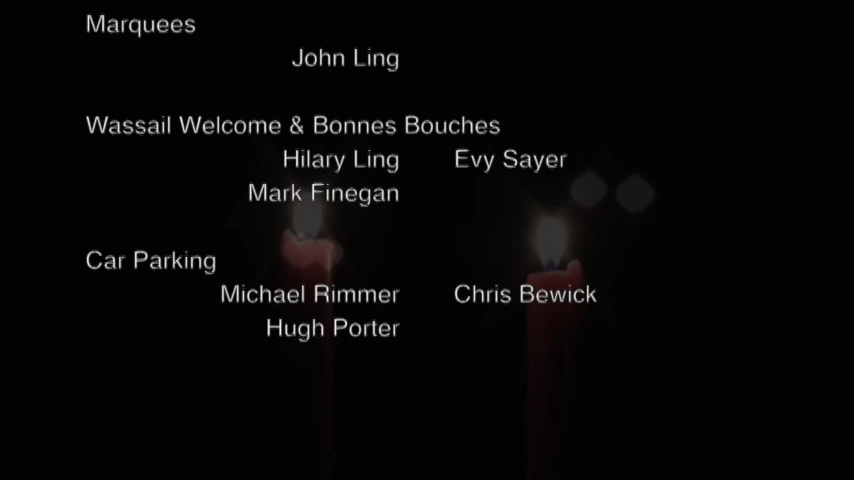 Marquees
John Ling
Wassail Welcome & Bonnes Bouches
Hilary Ling Evy Sayer
Mark Finegan
Car Parking
Michael Rimmer Chris Bewick
Hugh Porter